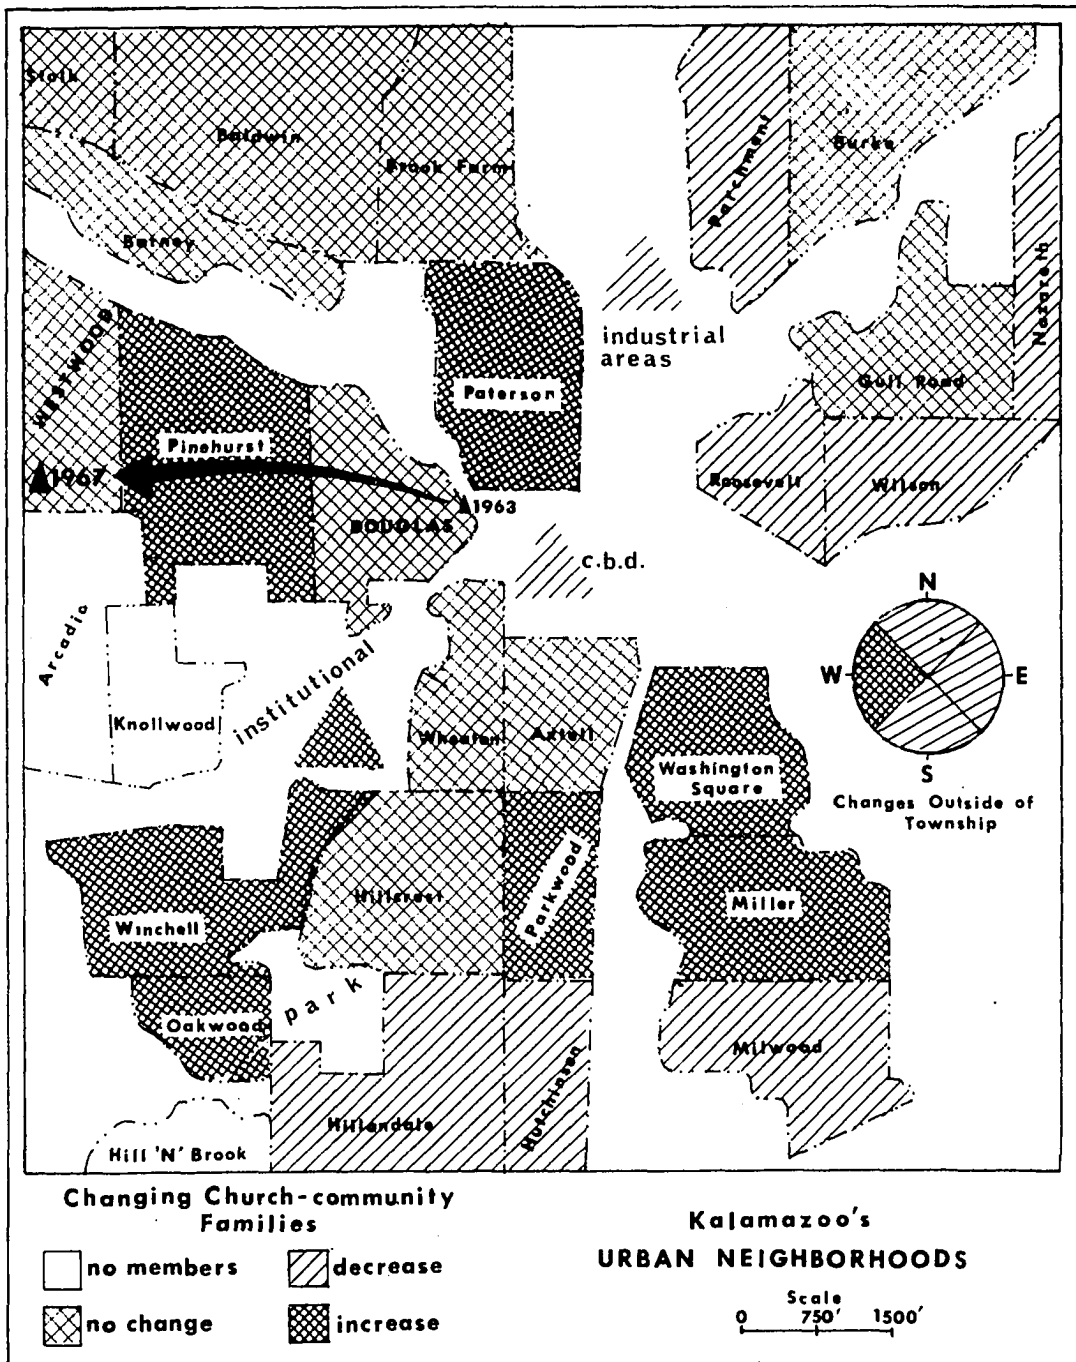 Stolk
Baldwin
Brook Farm
Parchment
Burke
Barney
Nazareth
WESTWOOD
industrial
areas
Paterson
Gull Road
Pinehurst
1967
1963
DOUGLAS
Roosevelt
Wilson
c.b.d.
N
W
E
S
Changes Outside of
Township
Arcadia
Knollwood
institutional
Wheaton
Axtell
Washington
Square
Parkwood
Hillcrest
Winchell
Miller
park
Oakwood
Milwood
Hutchinson
Hillandale
Hill 'N' Brook
Changing Church-community
Families
no members
decrease
no change
increase
Kalamazoo's
URBAN NEIGHBORHOODS
Scale
0 750' 1500'